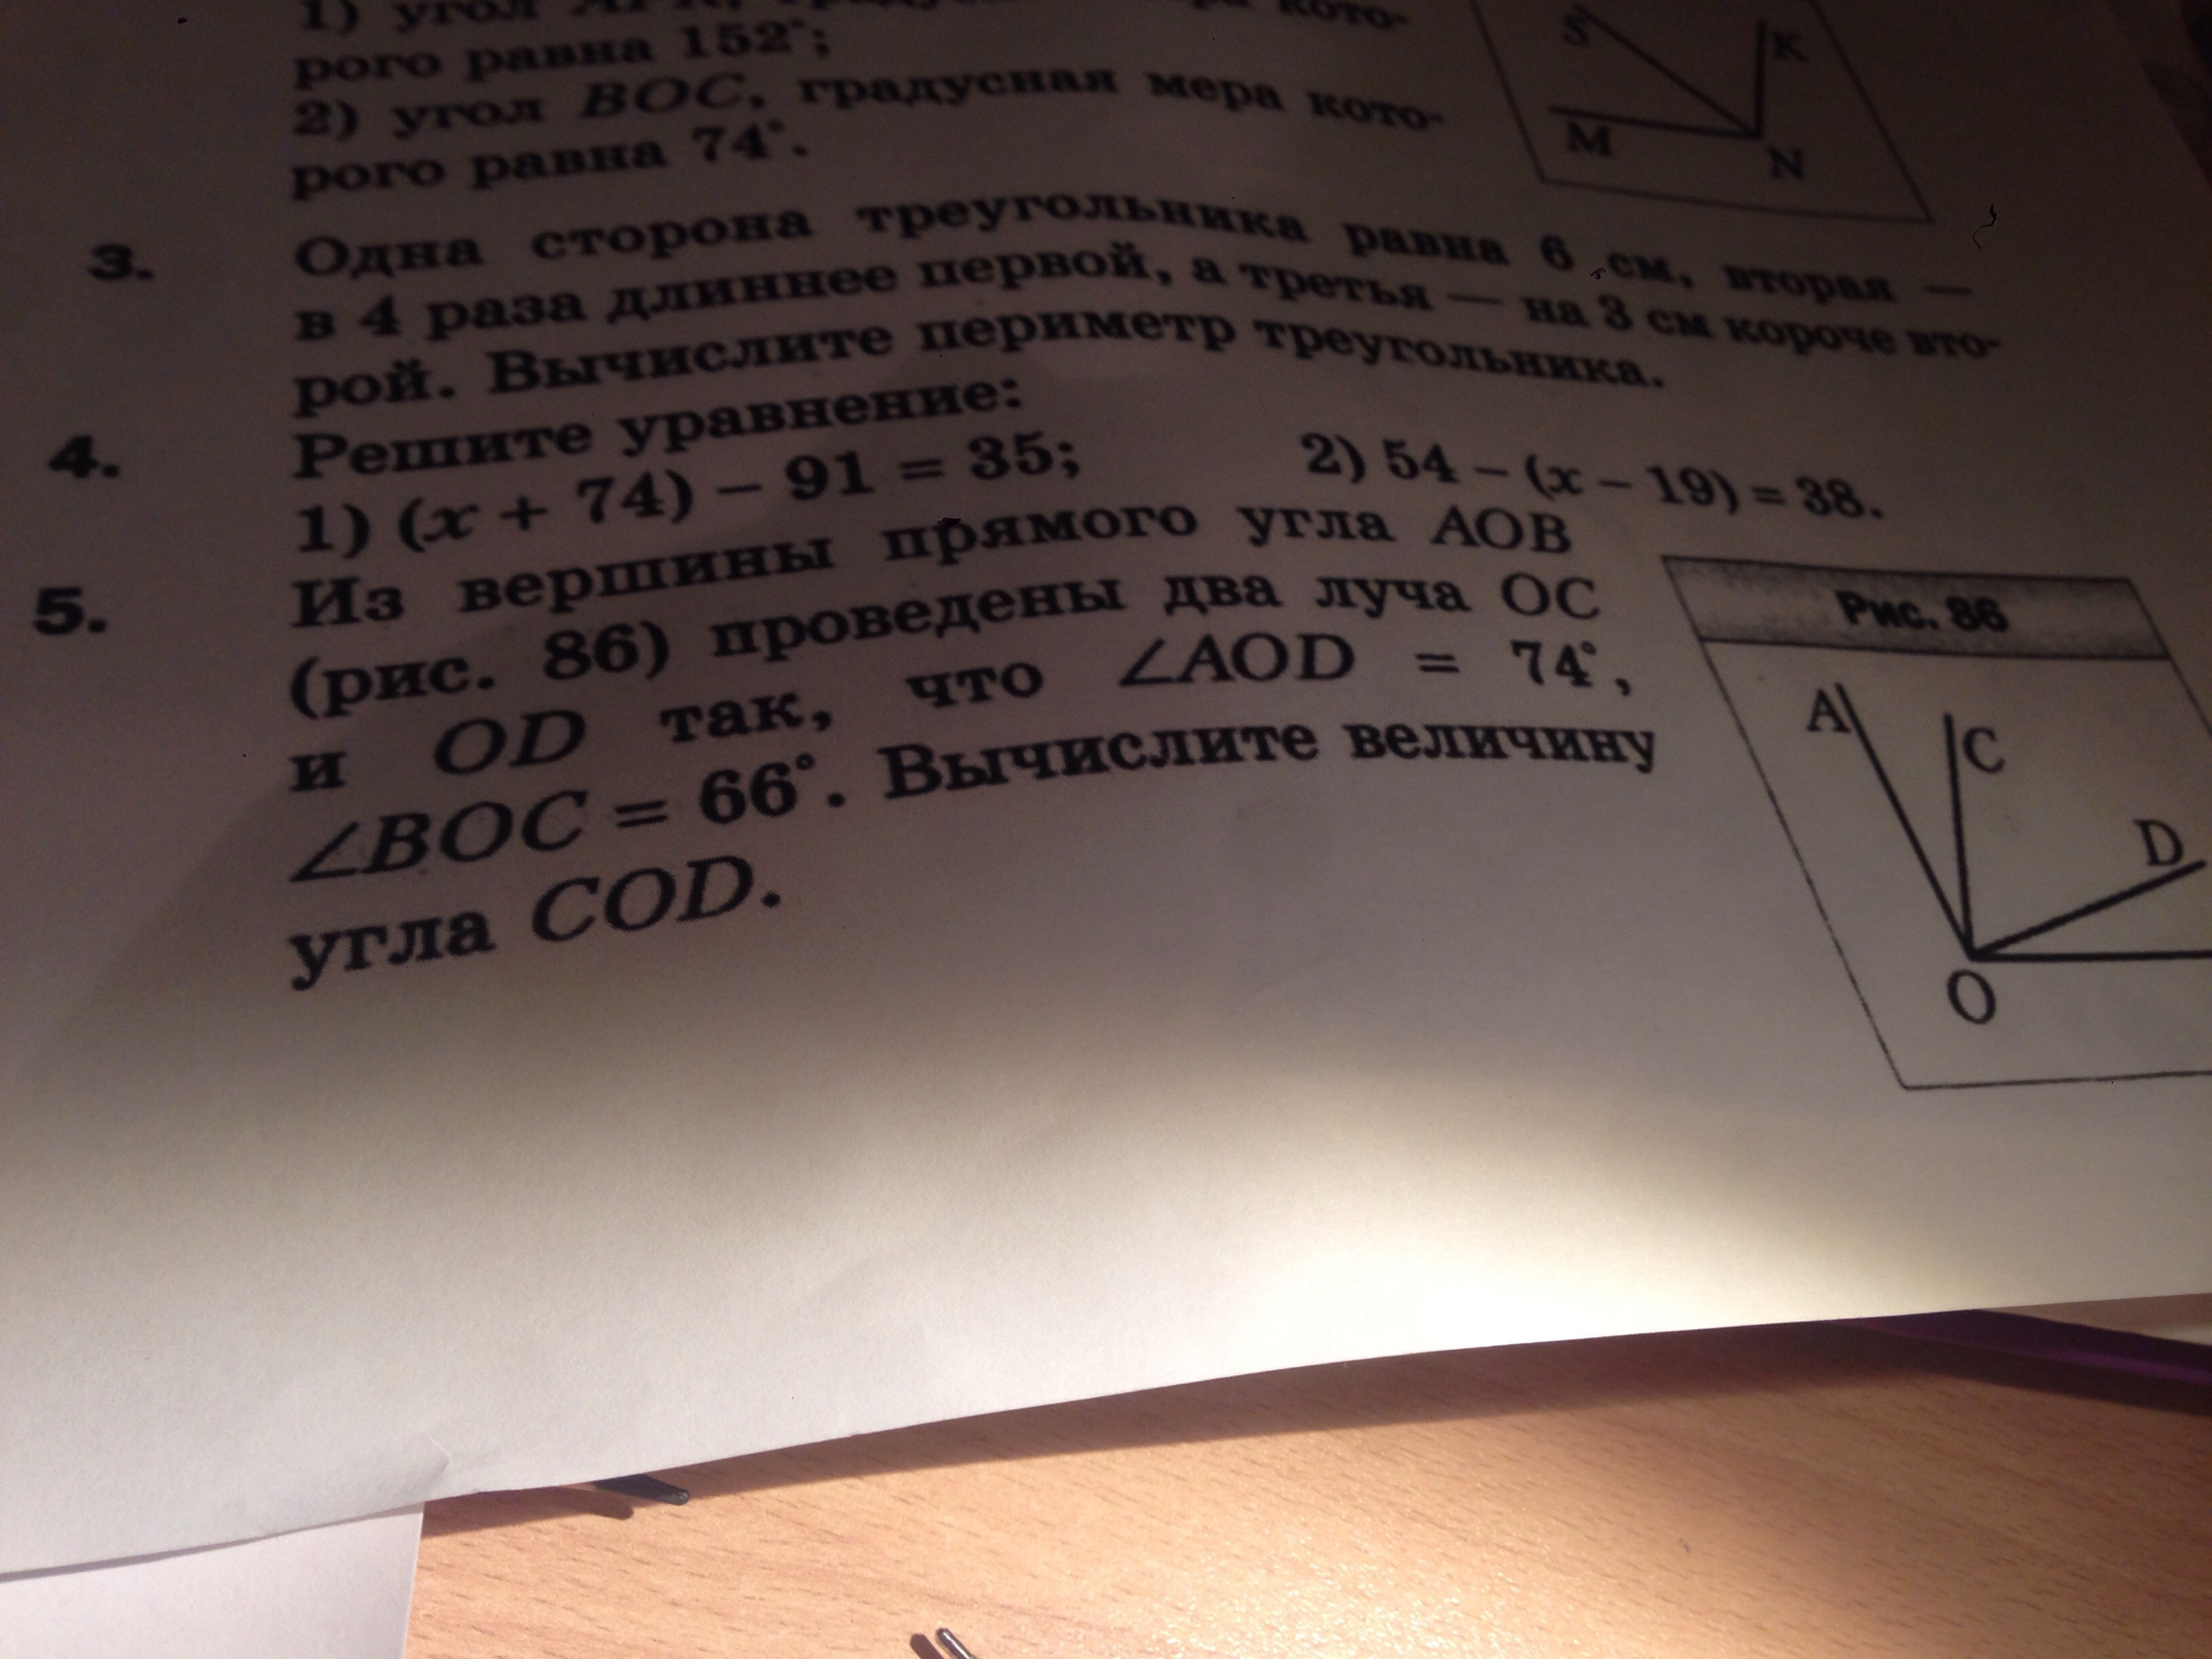 1) угол
рого равна 152°;
2) угол BOC, градусная мера кото-
рого равна 74°.
S
K
M
N
3. Одна сторона треугольника равна 6 см, вторая —
в 4 раза длиннее первой, а третья — на 3 см короче вто-
рой. Вычислите периметр треугольника.
4. Решите уравнение:
1) (x + 74) – 91 = 35; 2) 54 – (x – 19) = 38.
5. Из вершины прямого угла AOB
(рис. 86) проведены два луча OC
и OD так, что ∠AOD = 74°,
∠BOC = 66°. Вычислите величину
угла COD.
Рис. 86
A
C
D
O